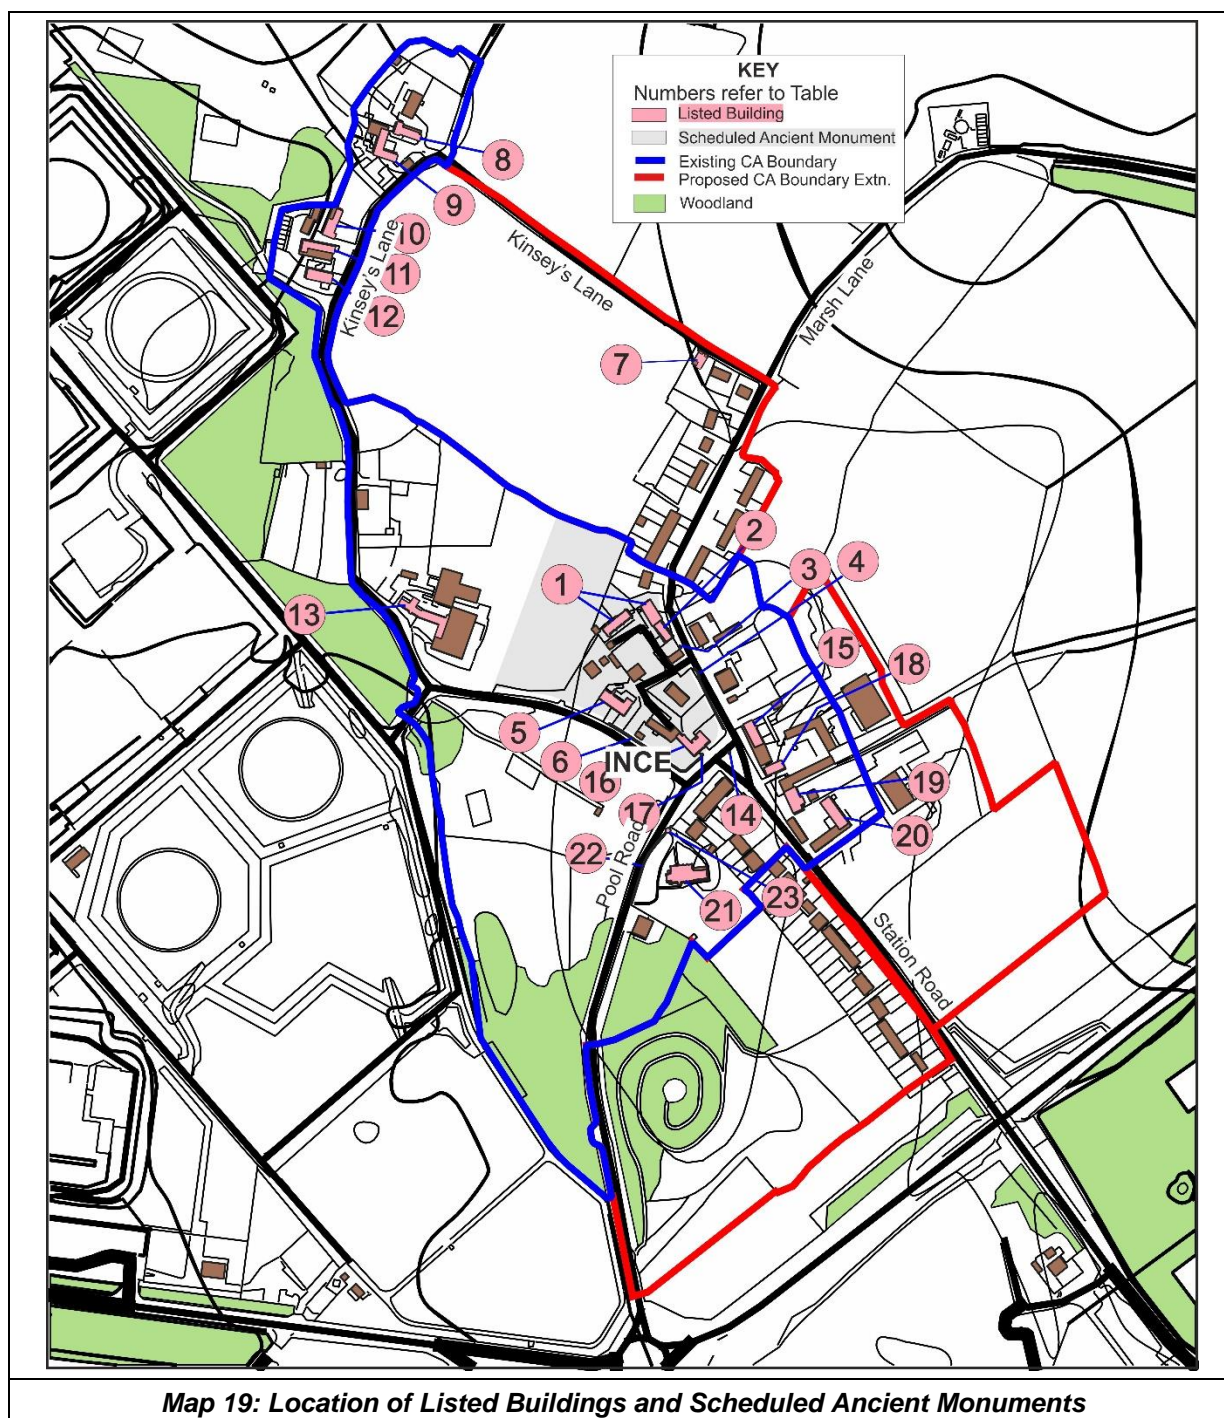 KEY
Numbers refer to Table
Listed Building
Scheduled Ancient Monument
Existing CA Boundary
Proposed CA Boundary Extn.
Woodland
8
9
10
11
12
Kinsey's Lane
Kinsey's Lane
Marsh Lane
7
2
1
3
4
13
15
18
5
6
INCE
16
17
14
19
20
22
Pool Road
21
23
Station Road
Map 19: Location of Listed Buildings and Scheduled Ancient Monuments